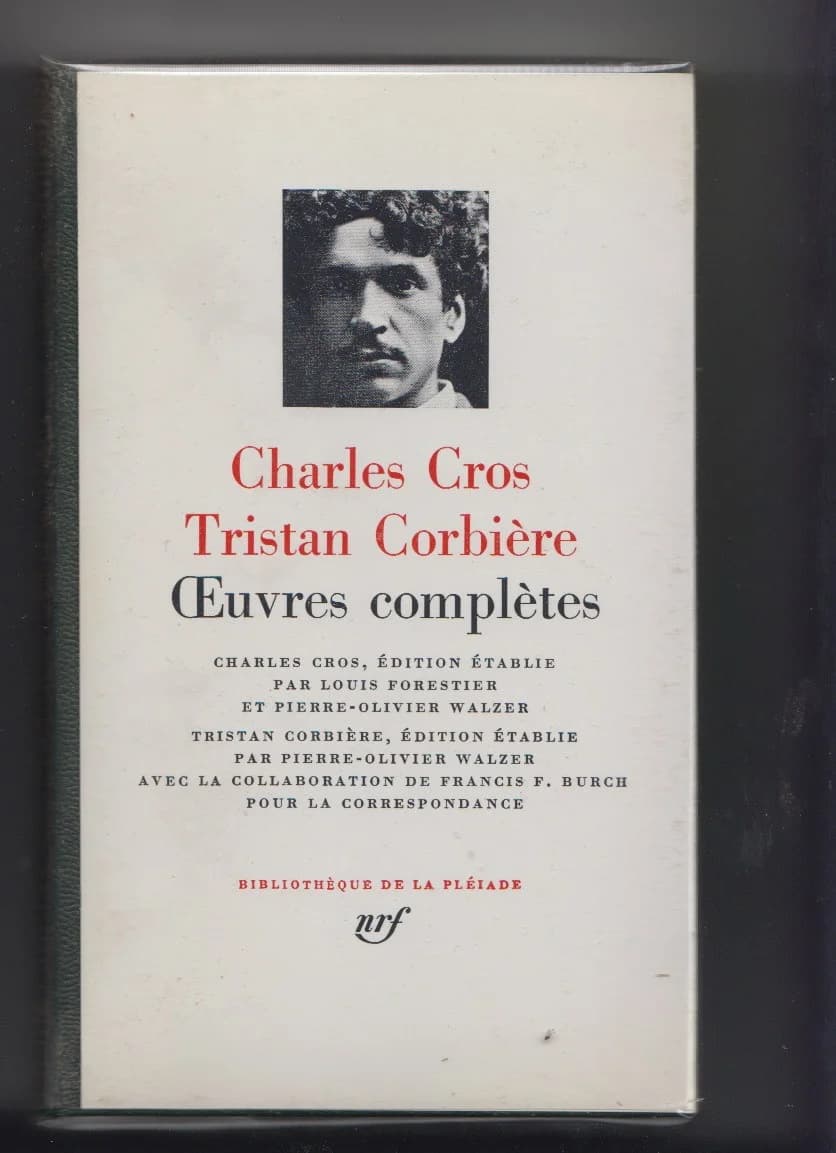 Charles Cros
Tristan Corbière
Œuvres complètes
CHARLES CROS, ÉDITION ÉTABLIE
PAR LOUIS FORESTIER
ET PIERRE-OLIVIER WALZER
TRISTAN CORBIÈRE, ÉDITION ÉTABLIE
PAR PIERRE-OLIVIER WALZER
AVEC LA COLLABORATION DE FRANCIS F. BURCH
POUR LA CORRESPONDANCE
BIBLIOTHÈQUE DE LA PLÉIADE
nrf